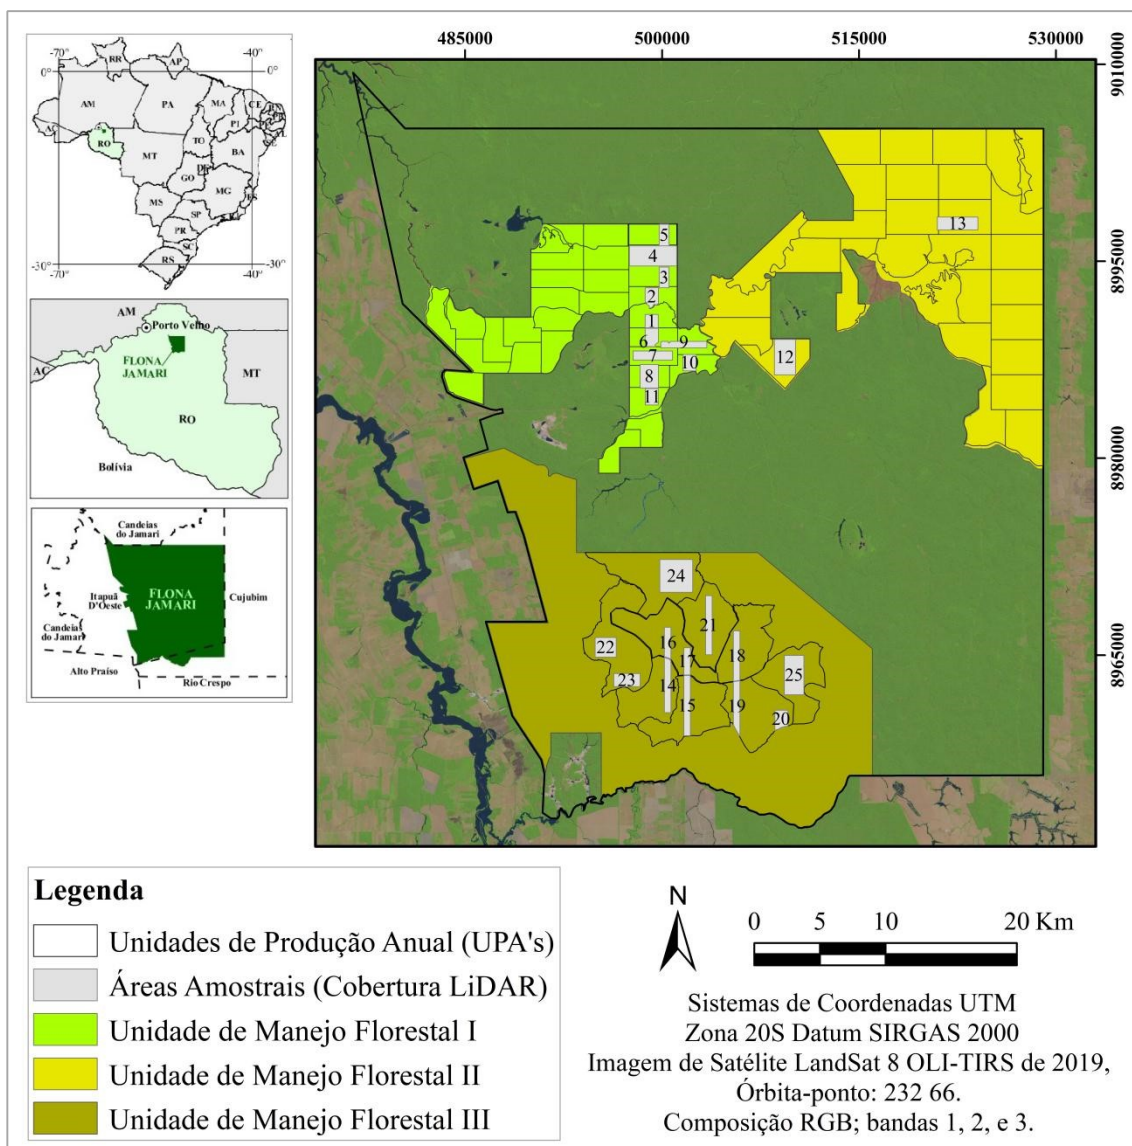 485000 500000 515000 530000
9010000
8995000
8980000
8965000
-70° -40°
0° 0°
-30° -30°
-70° -40°
RR
AP
AM
PA
MA
CE
RN
PI
AC
RO
TO
BA
MT
GO
MG
ES
MS
SP
PR
SC
RS
AM
Porto Velho
FLONA
JAMARI
AC
MT
RO
Bolívia
Candeias
do Jamari
Itapuã
D'Oeste
FLONA
JAMARI
Cujubim
Candeia
do Jamari
Alto Praíso
Rio Crespo
5
13
4
3
2
1
6
9
7
10
12
8
11
24
21
16
22
17
18
23
14
25
15
19
20
Legenda
Unidades de Produção Anual (UPA's)
Áreas Amostrais (Cobertura LiDAR)
Unidade de Manejo Florestal I
Unidade de Manejo Florestal II
Unidade de Manejo Florestal III
N
0 5 10 20 Km
Sistemas de Coordenadas UTM
Zona 20S Datum SIRGAS 2000
Imagem de Satélite LandSat 8 OLI-TIRS de 2019,
Órbita-ponto: 232 66.
Composição RGB; bandas 1, 2, e 3.